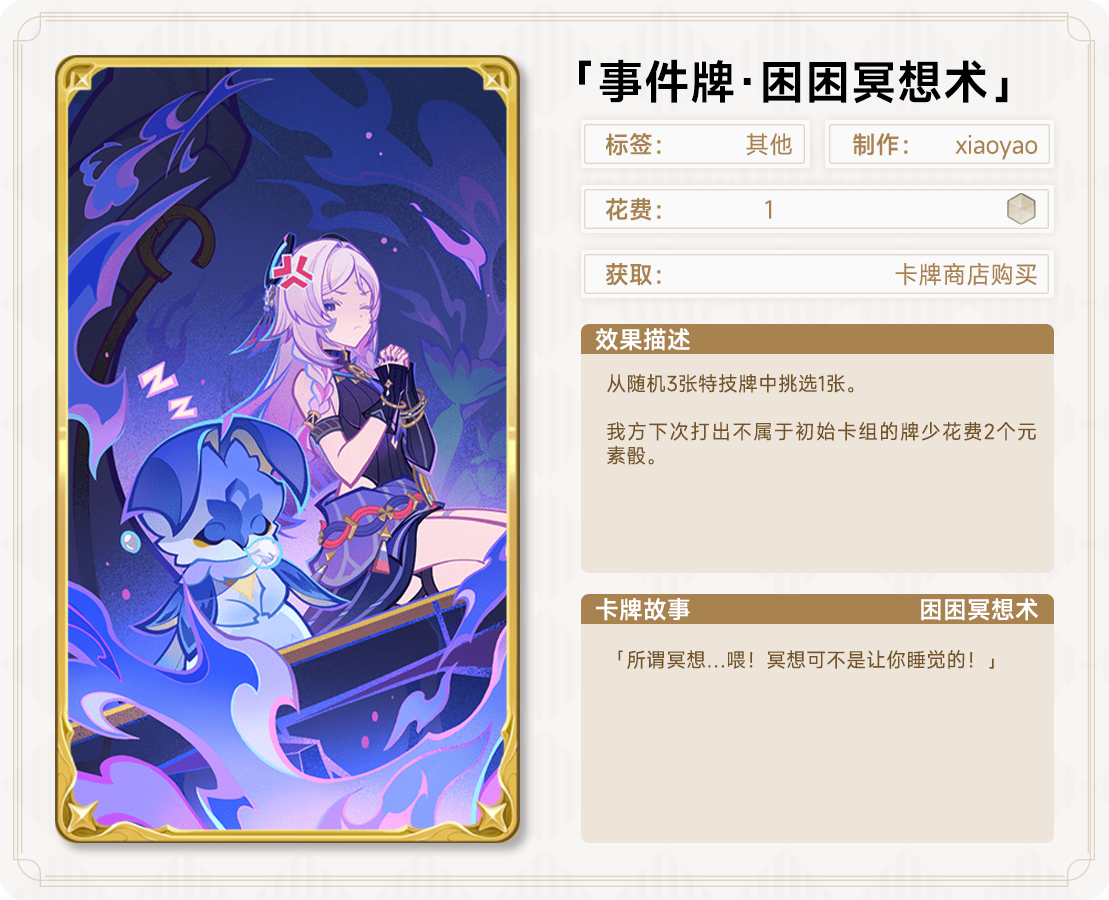 「事件牌·困困冥想术」
标签： 其他 制作： xiaoyao
花费： 1
获取： 卡牌商店购买
效果描述
从随机3张特技牌中挑选1张。
我方下次打出不属于初始卡组的牌少花费2个元
素骰。
卡牌故事 困困冥想术
「所谓冥想...喂！冥想可不是让你睡觉的！」
Z
Z